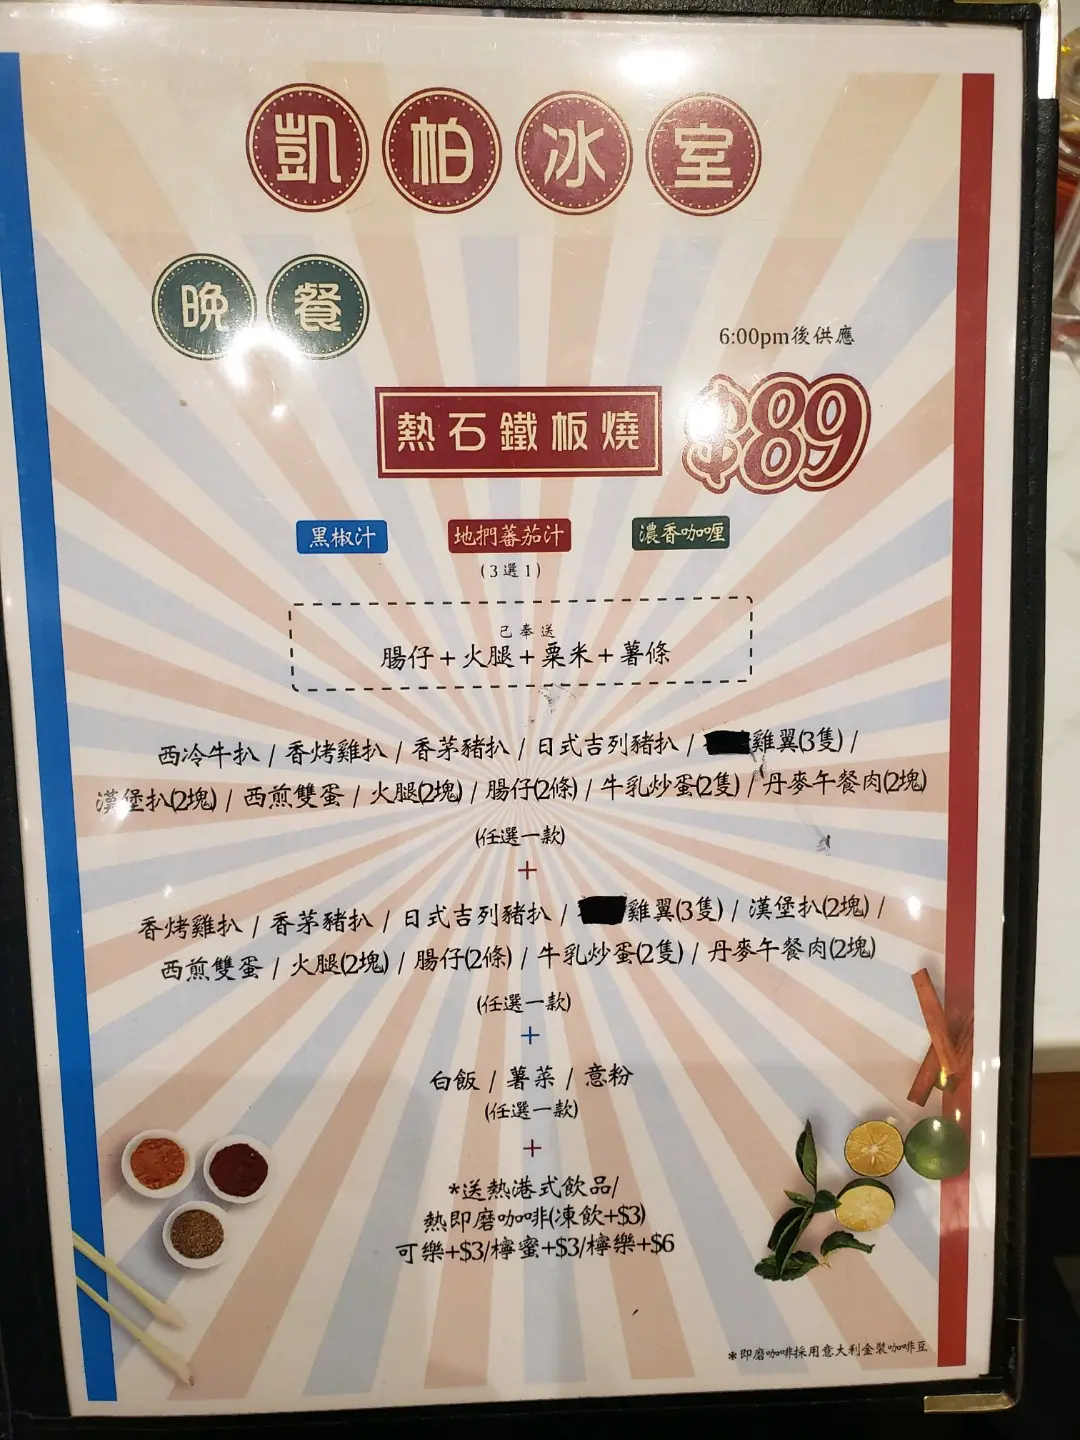 凱柏冰室
晚餐
6:00pm後供應
熱石鐵板燒 $89
黑椒汁 地捫蕃茄汁 濃香咖喱
(3選1)
已奉送
腸仔+火腿+粟米+薯條
西冷牛扒 / 香烤雞扒 / 香茅豬扒 / 日式吉列豬扒 / 雞翼(3隻) /
漢堡扒(2塊) / 西煎雙蛋 / 火腿(2塊) / 腸仔(2條) / 牛乳炒蛋(2隻) / 丹麥午餐肉(2塊)
(任選一款)
+
香烤雞扒 / 香茅豬扒 / 日式吉列豬扒 / 雞翼(3隻) / 漢堡扒(2塊) /
西煎雙蛋 / 火腿(2塊) / 腸仔(2條) / 牛乳炒蛋(2隻) / 丹麥午餐肉(2塊)
(任選一款)
+
白飯 / 薯菜 / 意粉
(任選一款)
+
*送熱港式飲品/
熱即磨咖啡(凍飲+$3)
可樂+$3/檸蜜+$3/檸樂+$6
*即磨咖啡採用意大利金裝咖啡豆